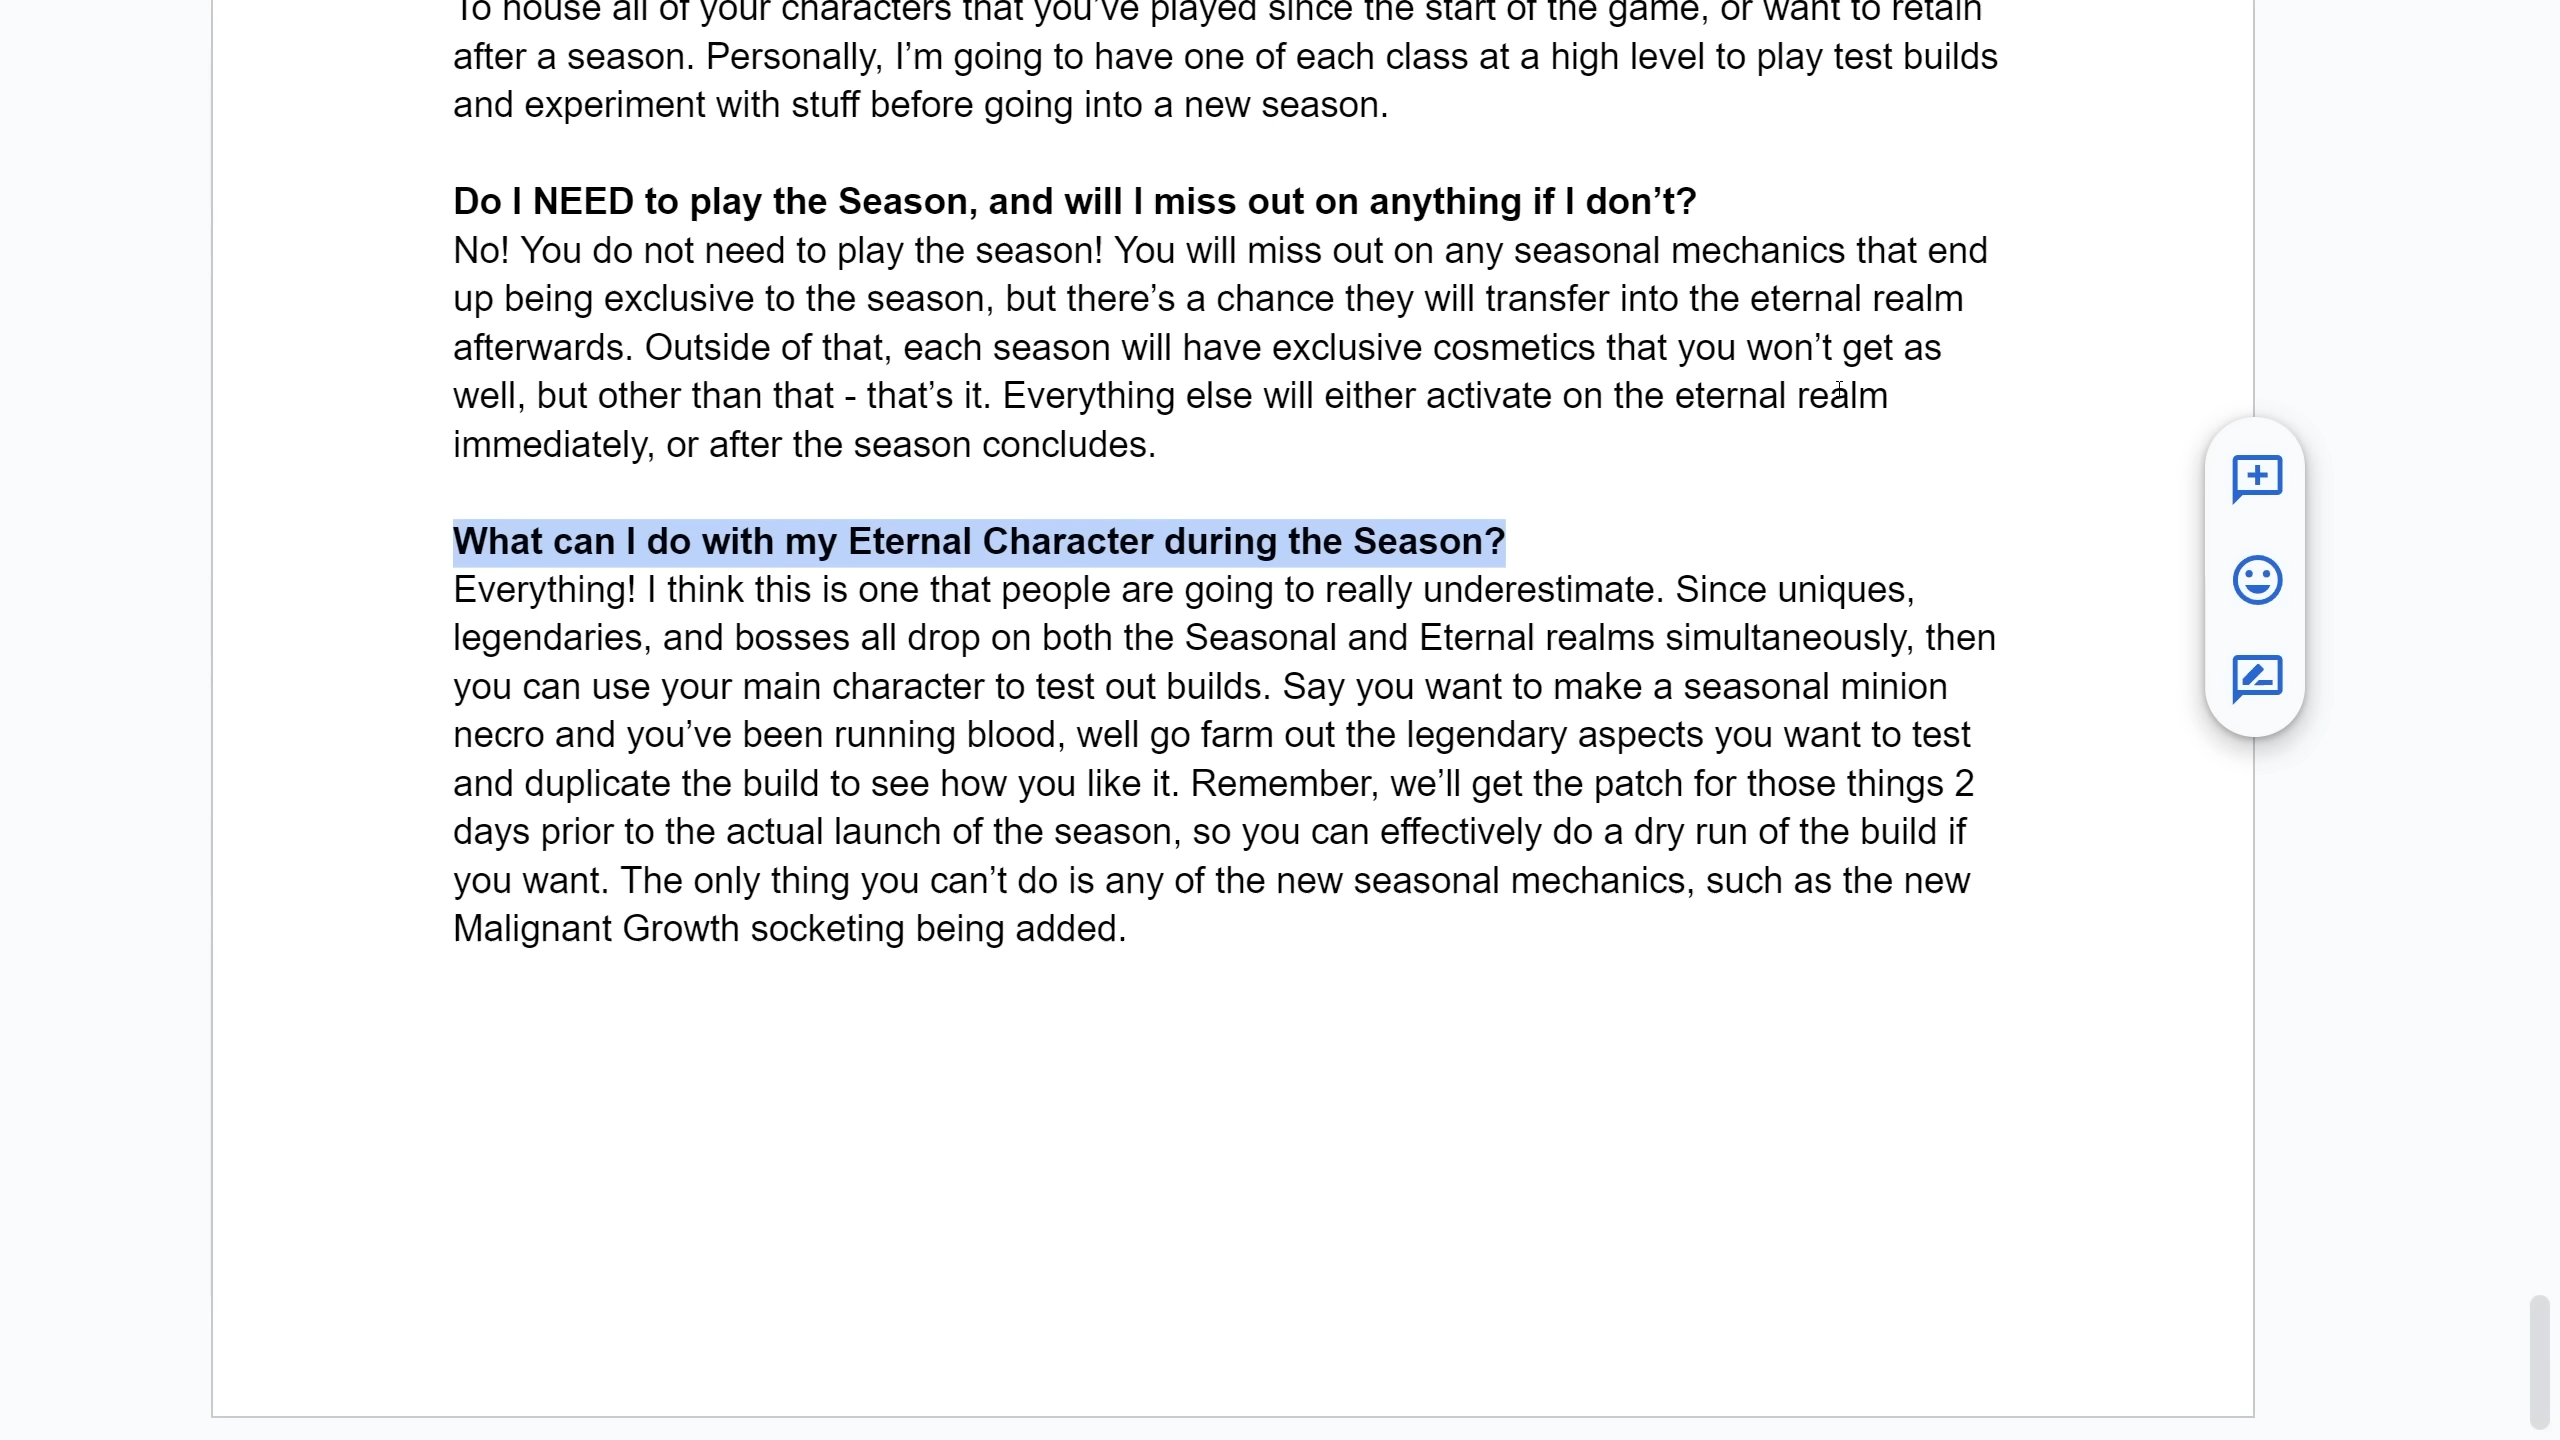 To house all of your characters that you’ve played since the start of the game, or want to retain
after a season. Personally, I’m going to have one of each class at a high level to play test builds
and experiment with stuff before going into a new season.
Do I NEED to play the Season, and will I miss out on anything if I don’t?
No! You do not need to play the season! You will miss out on any seasonal mechanics that end
up being exclusive to the season, but there’s a chance they will transfer into the eternal realm
afterwards. Outside of that, each season will have exclusive cosmetics that you won’t get as
well, but other than that - that’s it. Everything else will either activate on the eternal realm
immediately, or after the season concludes.
What can I do with my Eternal Character during the Season?
Everything! I think this is one that people are going to really underestimate. Since uniques,
legendaries, and bosses all drop on both the Seasonal and Eternal realms simultaneously, then
you can use your main character to test out builds. Say you want to make a seasonal minion
necro and you’ve been running blood, well go farm out the legendary aspects you want to test
and duplicate the build to see how you like it. Remember, we’ll get the patch for those things 2
days prior to the actual launch of the season, so you can effectively do a dry run of the build if
you want. The only thing you can’t do is any of the new seasonal mechanics, such as the new
Malignant Growth socketing being added.